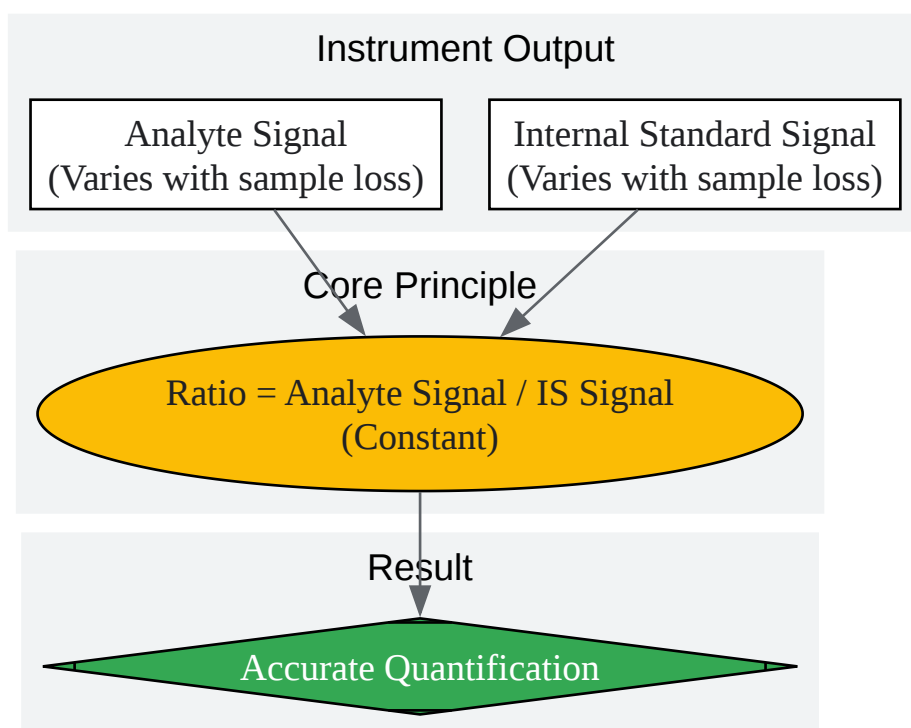 Instrument Output
Analyte Signal
(Varies with sample loss)
Internal Standard Signal
(Varies with sample loss)
Core Principle
Ratio = Analyte Signal / IS Signal
(Constant)
Result
Accurate Quantification